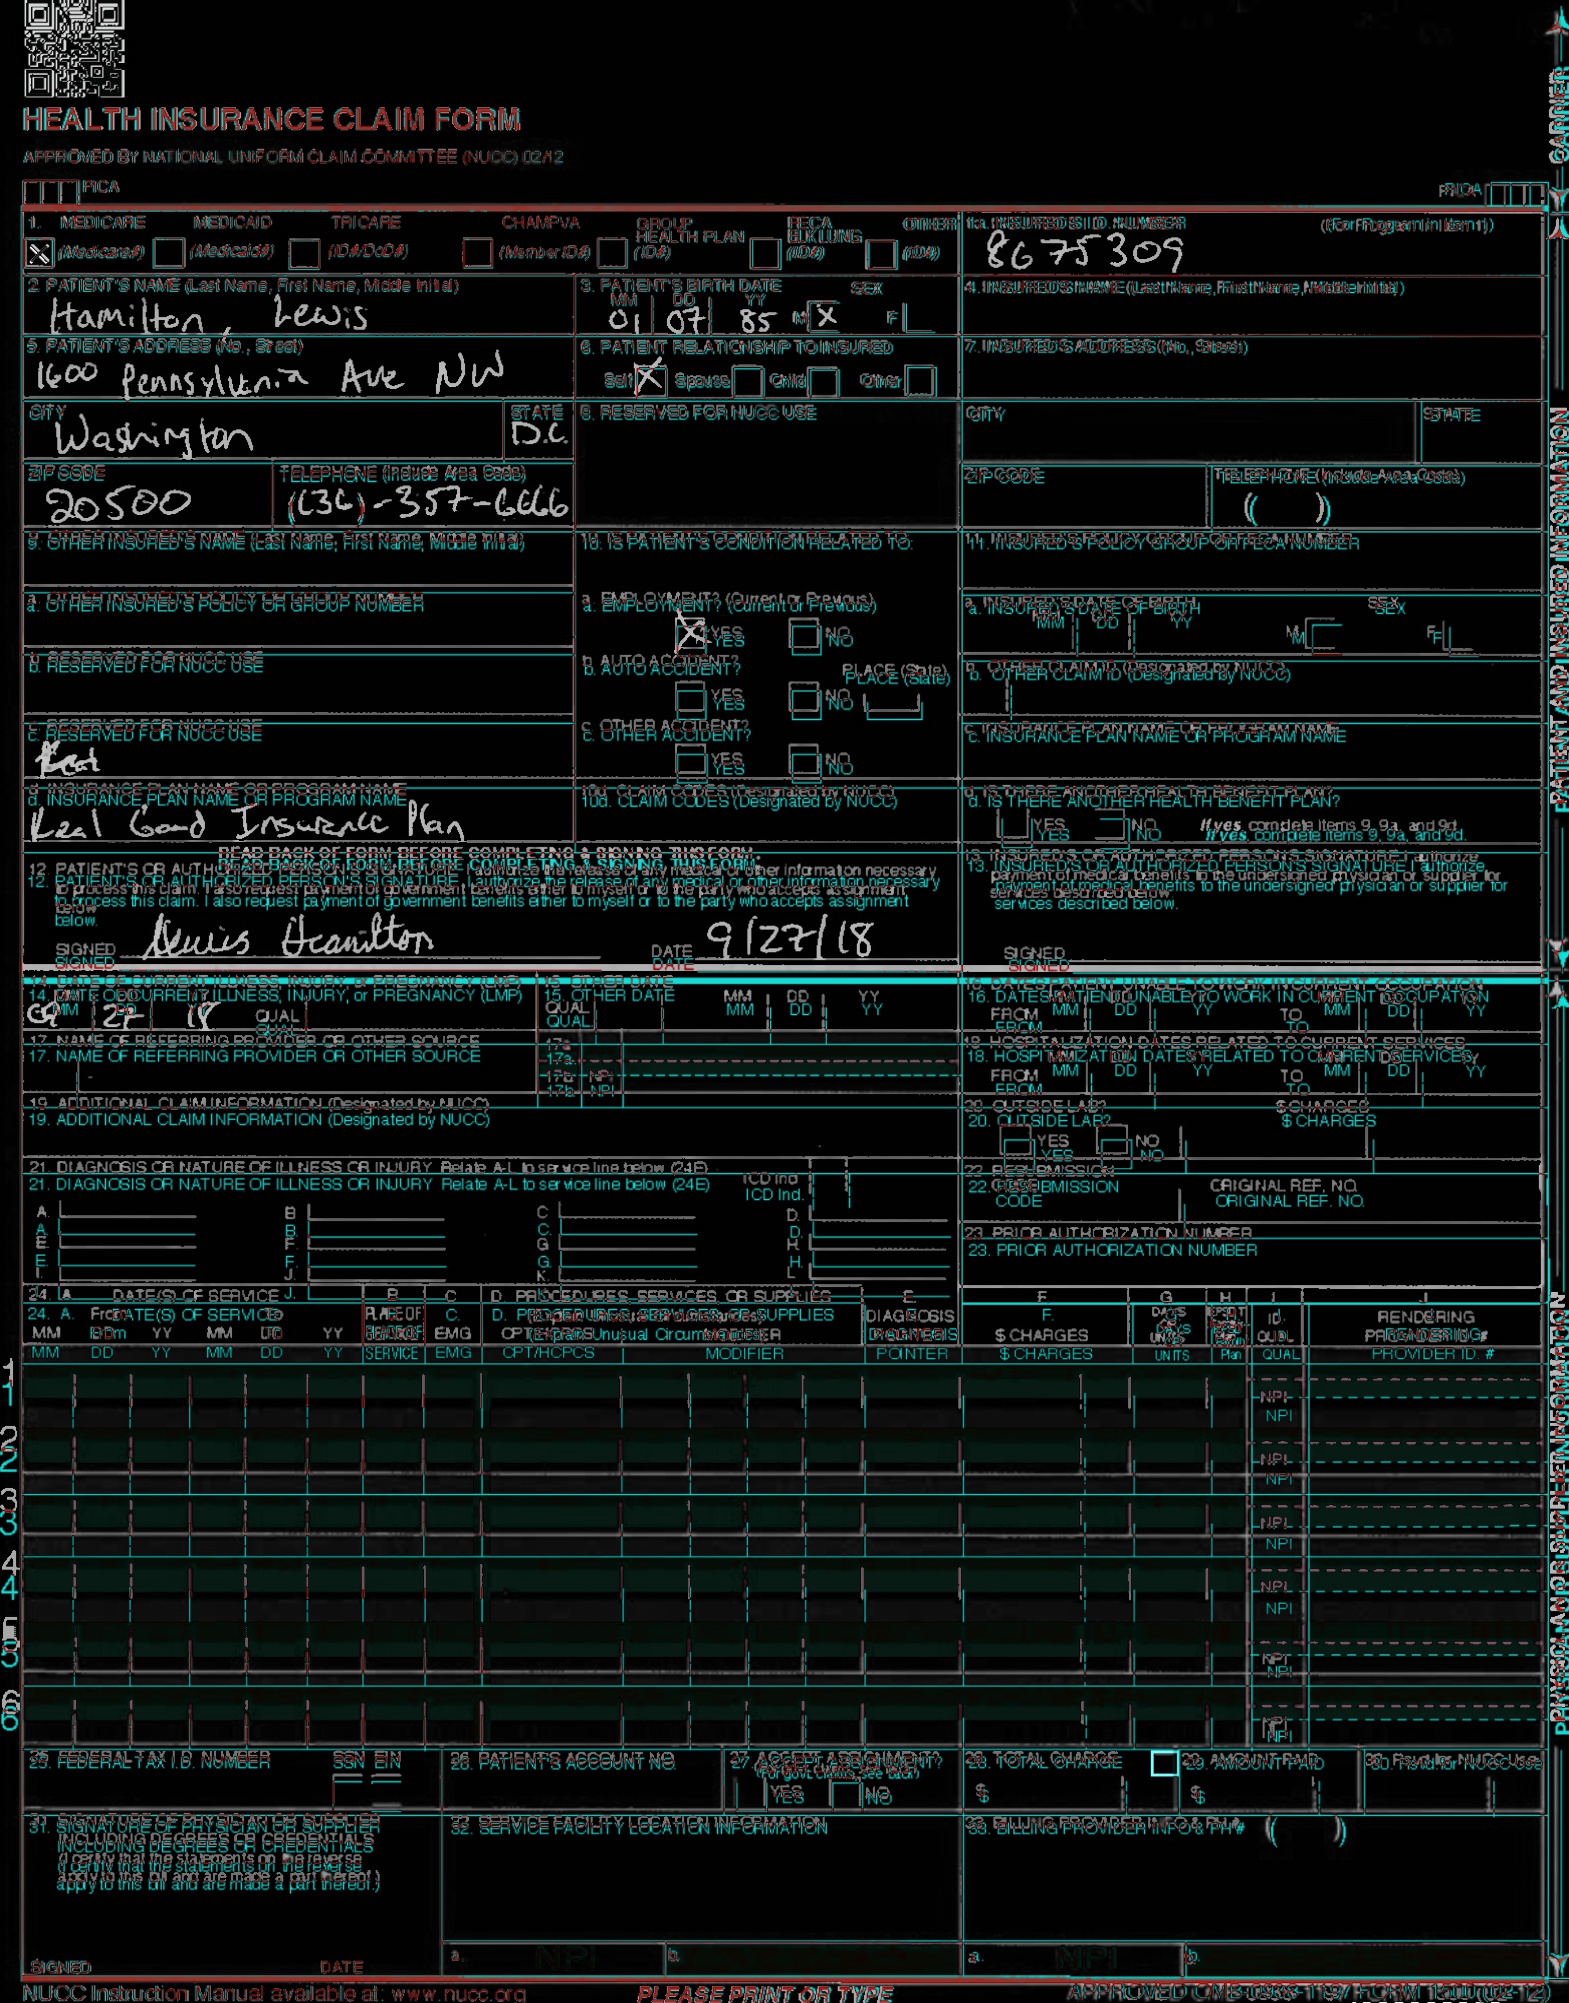 HEALTH INSURANCE CLAIM FORM
APPROVED BY NATIONAL UNIFORM CLAIM COMMITTEE (NUCC) 02/12
PICA
PICA
CARRIER
1. MEDICARE MEDICAID TRICARE CHAMPVA GROUP HEALTH PLAN FECA BLK LUNG OTHER
(Medicare#) (Medicaid#) (ID#/DoD#) (Member ID#) (ID#) (ID#) (ID#)
1a. INSURED'S I.D. NUMBER (For Program in Item 1)
8675309
2. PATIENT'S NAME (Last Name, First Name, Middle Initial)
Hamilton, Lewis
3. PATIENT'S BIRTH DATE SEX
MM DD YY
01 07 85 M X F
4. INSURED'S NAME (Last Name, First Name, Middle Initial)
5. PATIENT'S ADDRESS (No., Street)
1600 Pennsylvania Ave NW
6. PATIENT RELATIONSHIP TO INSURED
Self X Spouse Child Other
7. INSURED'S ADDRESS (No., Street)
CITY
Washington
STATE
D.C.
8. RESERVED FOR NUCC USE
CITY
STATE
ZIP CODE
20500
TELEPHONE (Include Area Code)
ZIP CODE
TELEPHONE (Include Area Code)
( )
9. OTHER INSURED'S NAME (Last Name, First Name, Middle Initial)
10. IS PATIENT'S CONDITION RELATED TO:
11. INSURED'S POLICY GROUP OR FECA NUMBER
a. OTHER INSURED'S POLICY OR GROUP NUMBER
a. EMPLOYMENT? (Current or Previous)
X YES NO
a. INSURED'S DATE OF BIRTH SEX
MM DD YY M F
b. RESERVED FOR NUCC USE
b. AUTO ACCIDENT? PLACE (State)
YES NO
b. OTHER CLAIM ID (Designated by NUCC)
c. RESERVED FOR NUCC USE
c. OTHER ACCIDENT?
YES NO
c. INSURANCE PLAN NAME OR PROGRAM NAME
d. INSURANCE PLAN NAME OR PROGRAM NAME
Real Good Insurance Plan
10d. CLAIM CODES (Designated by NUCC)
d. IS THERE ANOTHER HEALTH BENEFIT PLAN?
YES NO If yes, complete items 9, 9a, and 9d.
READ BACK OF FORM BEFORE COMPLETING & SIGNING THIS FORM.
12. PATIENT'S OR AUTHORIZED PERSON'S SIGNATURE I authorize the release of any medical or other information necessary
to process this claim. I also request payment of government benefits either to myself or to the party who accepts assignment
below.
SIGNED Lewis Hamilton DATE 9/27/18
13. INSURED'S OR AUTHORIZED PERSON'S SIGNATURE I authorize
payment of medical benefits to the undersigned physician or supplier for
services described below.
SIGNED
PATIENT AND INSURED INFORMATION
14. DATE OF CURRENT ILLNESS, INJURY, or PREGNANCY (LMP)
MM DD YY QUAL.
09 27 18
15. OTHER DATE
QUAL. MM DD YY
16. DATES PATIENT UNABLE TO WORK IN CURRENT OCCUPATION
FROM MM DD YY TO MM DD YY
17. NAME OF REFERRING PROVIDER OR OTHER SOURCE
17a.
17b. NPI
18. HOSPITALIZATION DATES RELATED TO CURRENT SERVICES
FROM MM DD YY TO MM DD YY
19. ADDITIONAL CLAIM INFORMATION (Designated by NUCC)
20. OUTSIDE LAB? $ CHARGES
YES NO
21. DIAGNOSIS OR NATURE OF ILLNESS OR INJURY Relate A-L to service line below (24E) ICD Ind.
A. B. C. D.
E. F. G. H.
I. J. K. L.
22. RESUBMISSION CODE ORIGINAL REF. NO.
23. PRIOR AUTHORIZATION NUMBER
24. A. DATE(S) OF SERVICE B. C. D. PROCEDURES, SERVICES, OR SUPPLIES E. F. G. H. I. J.
From To PLACE OF SERVICE EMG (Explain Unusual Circumstances) DIAGNOSIS POINTER $ CHARGES DAYS OR UNITS EPSDT Family Plan ID. QUAL. RENDERING PROVIDER ID. #
MM DD YY MM DD YY CPT/HCPCS MODIFIER
1 NPI
2 NPI
3 NPI
4 NPI
5 NPI
6 NPI
PHYSICIAN OR SUPPLIER INFORMATION
25. FEDERAL TAX I.D. NUMBER SSN EIN
26. PATIENT'S ACCOUNT NO.
27. ACCEPT ASSIGNMENT?
(For govt. claims, see back)
YES NO
28. TOTAL CHARGE
$
29. AMOUNT PAID
$
30. Rsvd for NUCC Use
31. SIGNATURE OF PHYSICIAN OR SUPPLIER
INCLUDING DEGREES OR CREDENTIALS
(I certify that the statements on the reverse
apply to this bill and are made a part thereof.)
SIGNED DATE
32. SERVICE FACILITY LOCATION INFORMATION
a. NPI b.
33. BILLING PROVIDER INFO & PH # ( )
a. NPI b.
NUCC Instruction Manual available at: www.nucc.org
PLEASE PRINT OR TYPE
APPROVED OMB-0938-1197 FORM 1500 (02-12)